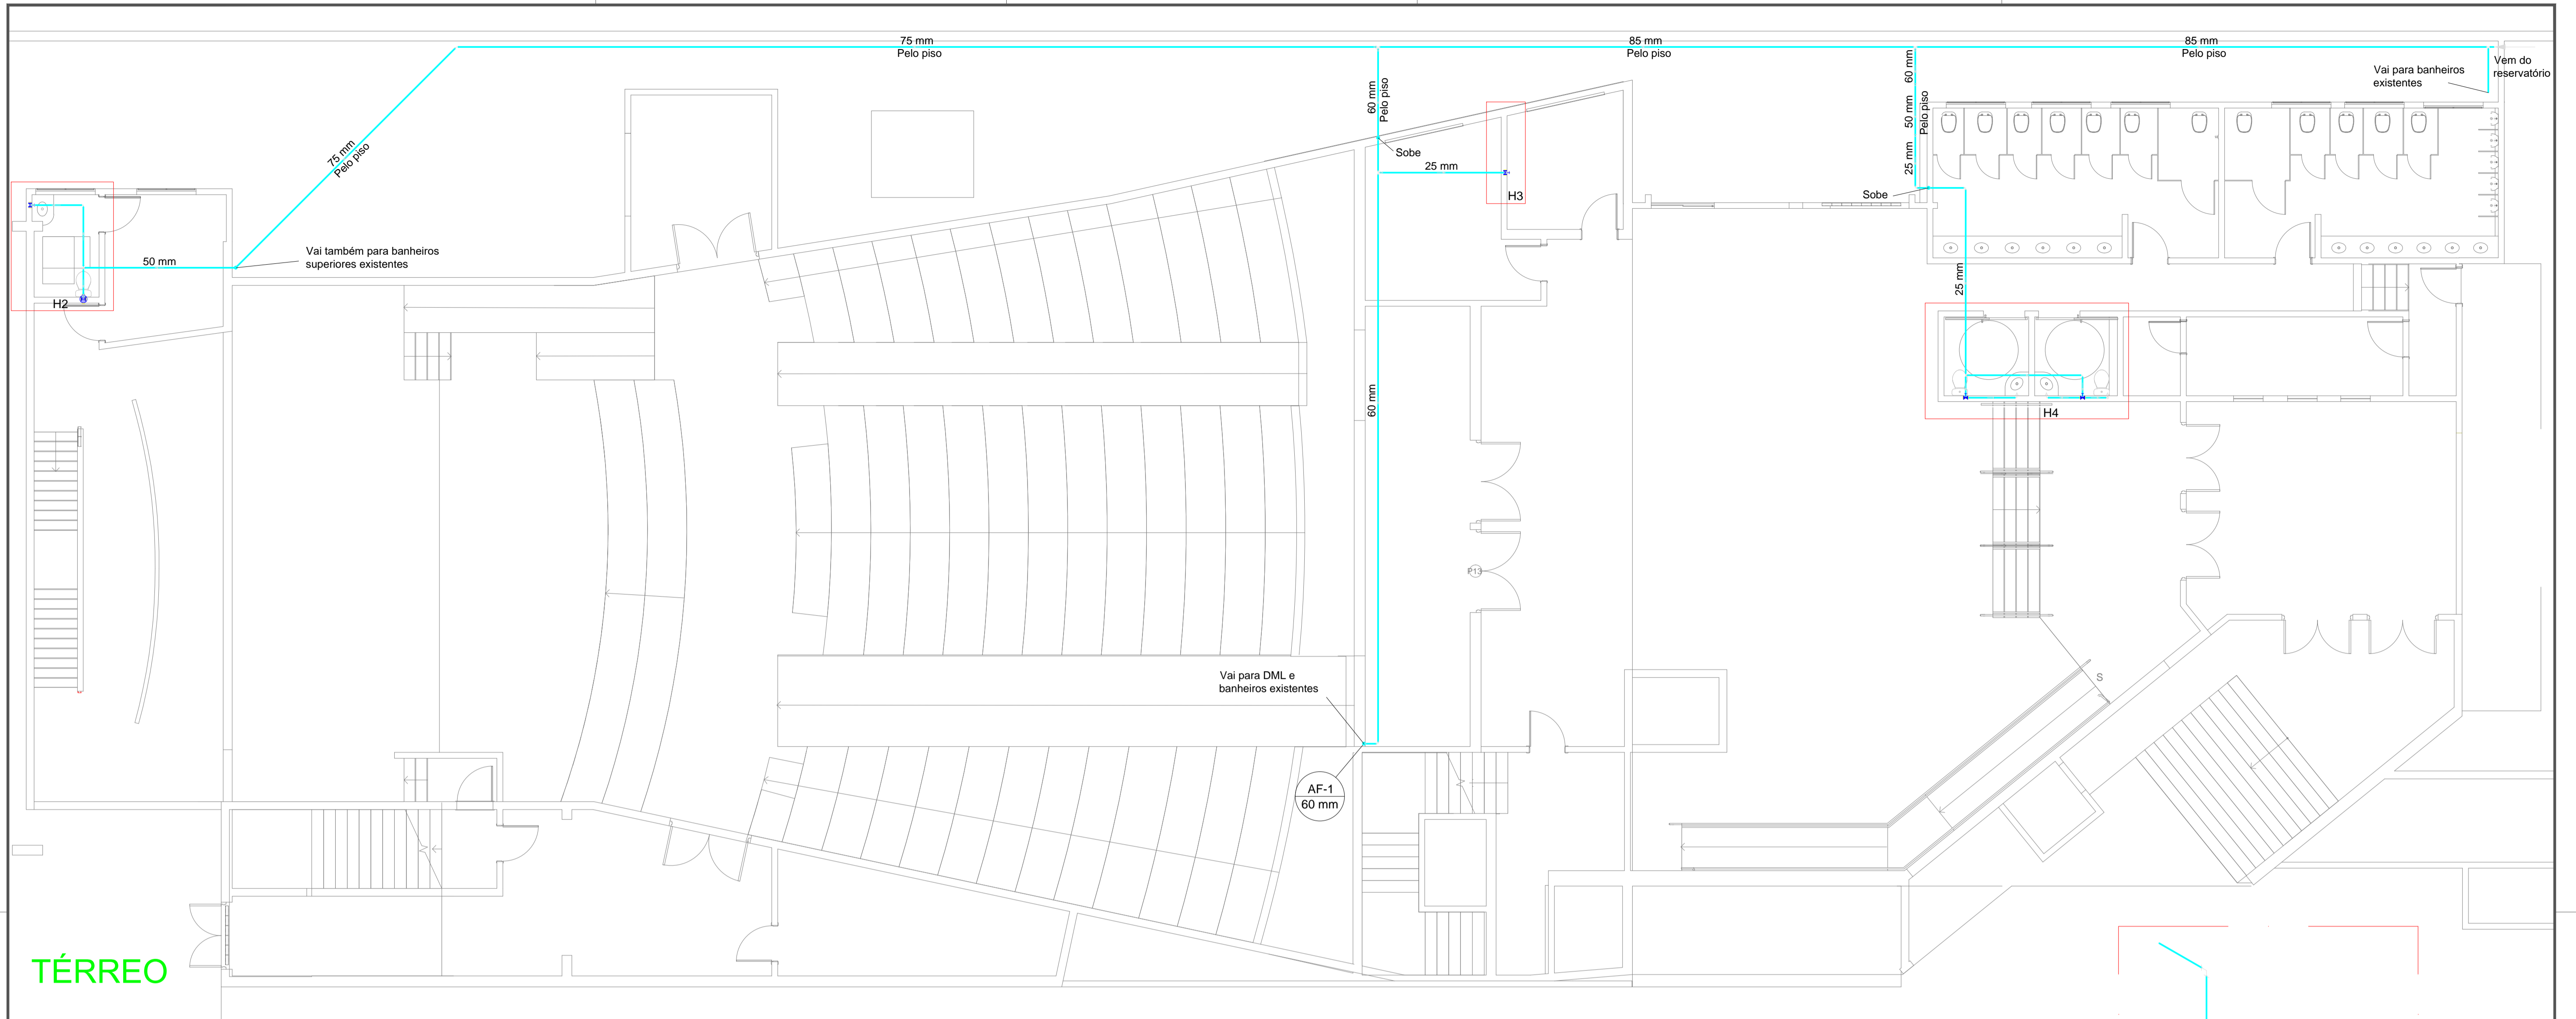 75 mm
Pelo piso
85 mm
Pelo piso
85 mm
Pelo piso
Vem do
reservatório
Vai para banheiros
existentes
60 mm
Pelo piso
60 mm
50 mm
Pelo piso
25 mm
75 mm
Pelo piso
Sobe
25 mm
H3
Sobe
Vai também para banheiros
superiores existentes
50 mm
H2
25 mm
60 mm
H4
P13
Vai para DML e
banheiros existentes
S
AF-1
60 mm
TÉRREO